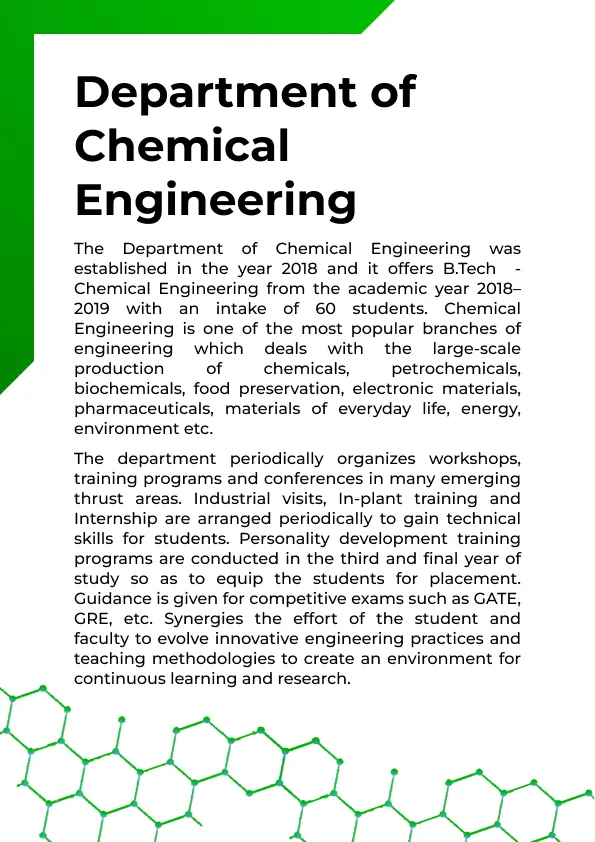 Department of
Chemical
Engineering
The Department of Chemical Engineering was
established in the year 2018 and it offers B.Tech -
Chemical Engineering from the academic year 2018–
2019 with an intake of 60 students. Chemical
Engineering is one of the most popular branches of
engineering which deals with the large-scale
production of chemicals, petrochemicals,
biochemicals, food preservation, electronic materials,
pharmaceuticals, materials of everyday life, energy,
environment etc.
The department periodically organizes workshops,
training programs and conferences in many emerging
thrust areas. Industrial visits, In-plant training and
Internship are arranged periodically to gain technical
skills for students. Personality development training
programs are conducted in the third and final year of
study so as to equip the students for placement.
Guidance is given for competitive exams such as GATE,
GRE, etc. Synergies the effort of the student and
faculty to evolve innovative engineering practices and
teaching methodologies to create an environment for
continuous learning and research.